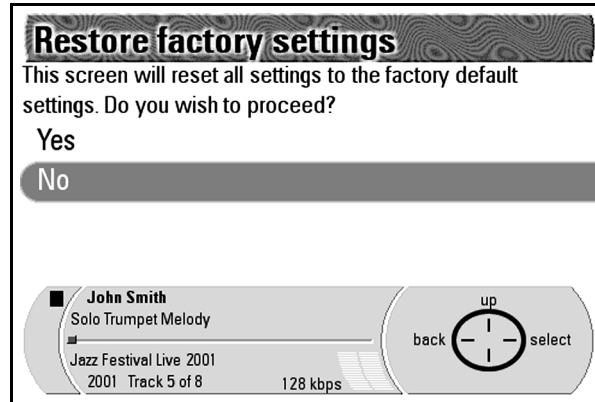 Restore factory settings
This screen will reset all settings to the factory default
settings. Do you wish to proceed?
Yes
No
John Smith
Solo Trumpet Melody
Jazz Festival Live 2001
2001 Track 5 of 8 128 kbps
up
back select